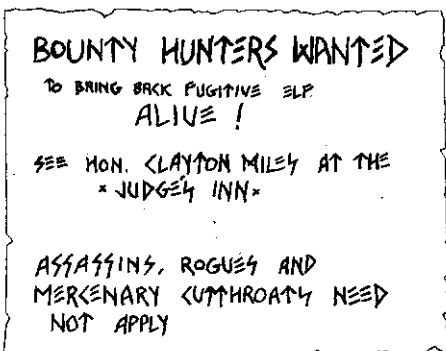 BOUNTY HUNTERS WANTED
TO BRING BACK FUGITIVE ELF
ALIVE !
SEE HON. CLAYTON MILES AT THE
* JUDGE'S INN *
ASSASSINS, ROGUES AND
MERCENARY CUTTHROATS NEED
NOT APPLY